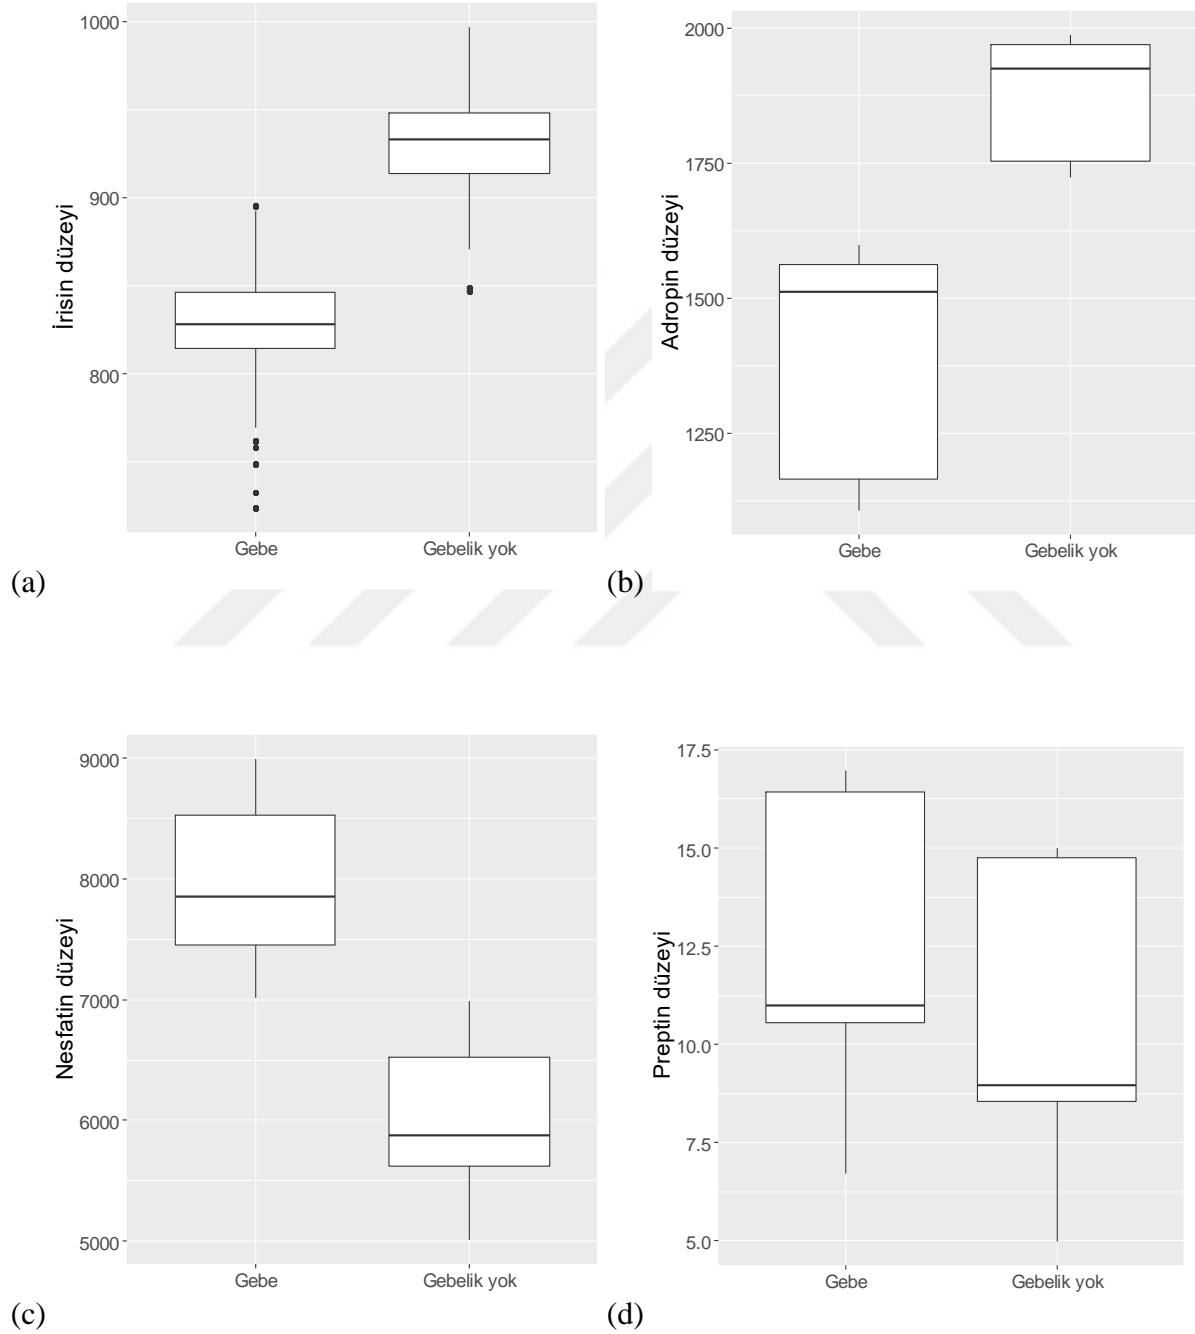 İrisin düzeyi
1000
900
800
Gebe
Gebelik yok
(a)
Adropin düzeyi
2000
1750
1500
1250
Gebe
Gebelik yok
(b)
Nesfatin düzeyi
9000
8000
7000
6000
5000
Gebe
Gebelik yok
(c)
Preptin düzeyi
17.5
15.0
12.5
10.0
7.5
5.0
Gebe
Gebelik yok
(d)